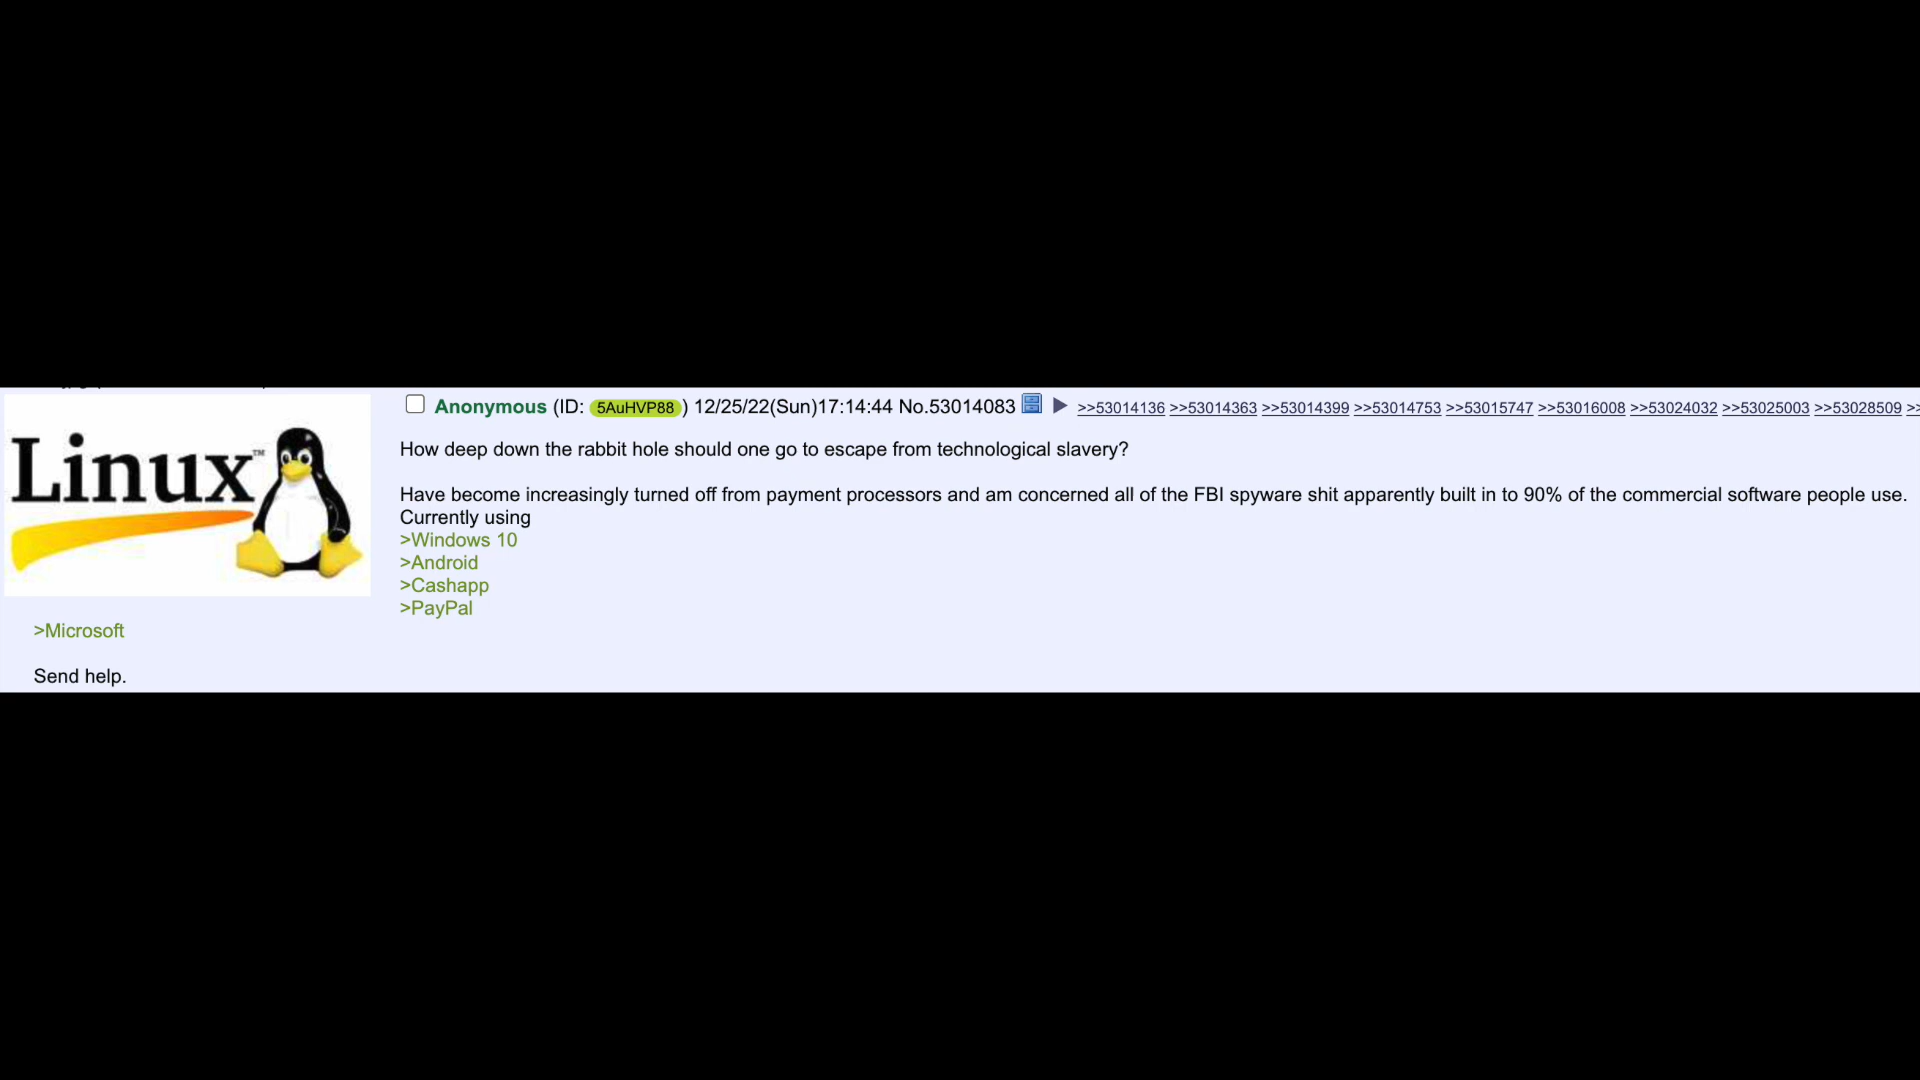 Linux™
Anonymous (ID: 5AuHVP88) 12/25/22(Sun)17:14:44 No.53014083 ▶ >>53014136 >>53014363 >>53014399 >>53014753 >>53015747 >>53016008 >>53024032 >>53025003 >>53028509 >>
How deep down the rabbit hole should one go to escape from technological slavery?
Have become increasingly turned off from payment processors and am concerned all of the FBI spyware shit apparently built in to 90% of the commercial software people use.
Currently using
>Windows 10
>Android
>Cashapp
>PayPal
>Microsoft
Send help.